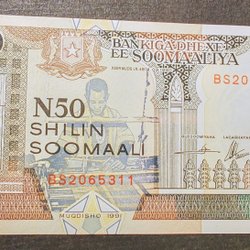 BANKIGA DHEXE
EE SOOMAALIYA
BS20
N50
SHILIN
SOOMAALI
BS2065311
MUQDISHO 1991